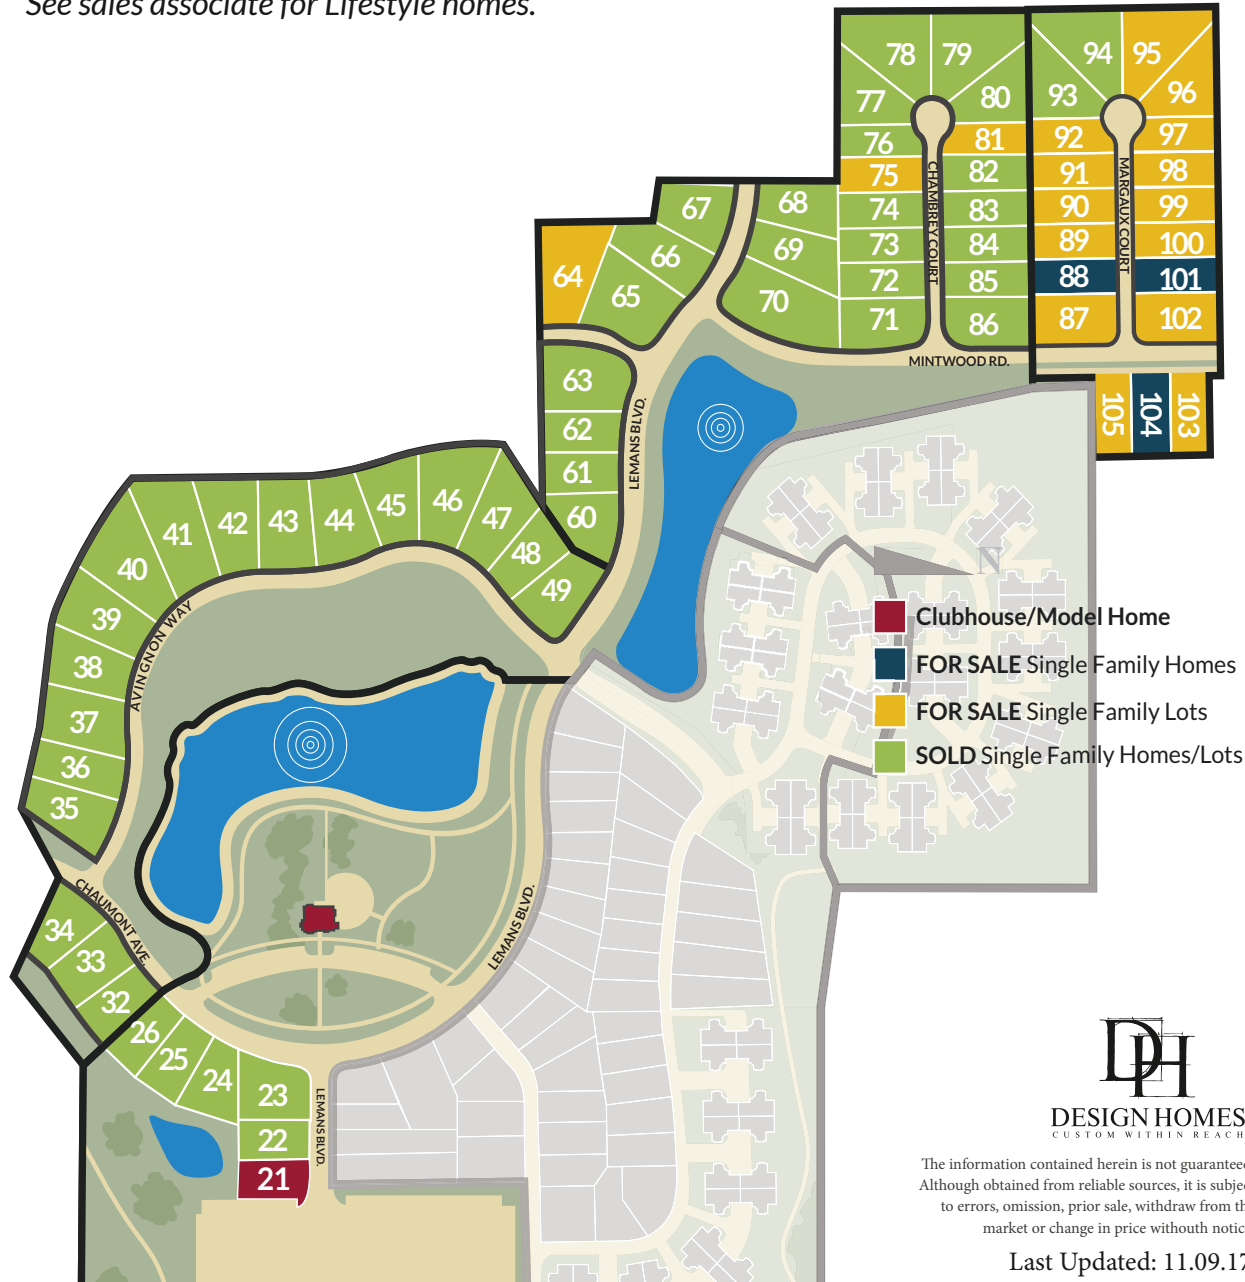 See sales associate for Lifestyle homes.
78 79
94 95
77 80
93 96
76 81
92 97
75 82
91 98
74 83
90 99
73 84
89 100
72 85
88 101
71 86
87 102
CHAMBREY COURT
MARGAUX COURT
67 68
66 69
64 65 70
MINTWOOD RD.
105 104 103
63
62
61
60
LEMANS BLVD.
40 41 42 43 44 45 46 47 48 49
39
38
37
36
35
AVINGNON WAY
N
Clubhouse/Model Home
FOR SALE Single Family Homes
FOR SALE Single Family Lots
SOLD Single Family Homes/Lots
CHAUMONT AVE.
LEMANS BLVD.
34
33
32
26
25
24
23
22
21
LEMANS BLVD.
DH
DESIGN HOMES
CUSTOM WITHIN REACH
The information contained herein is not guarantee
Although obtained from reliable sources, it is subje
to errors, omission, prior sale, withdraw from th
market or change in price withouth notic
Last Updated: 11.09.17